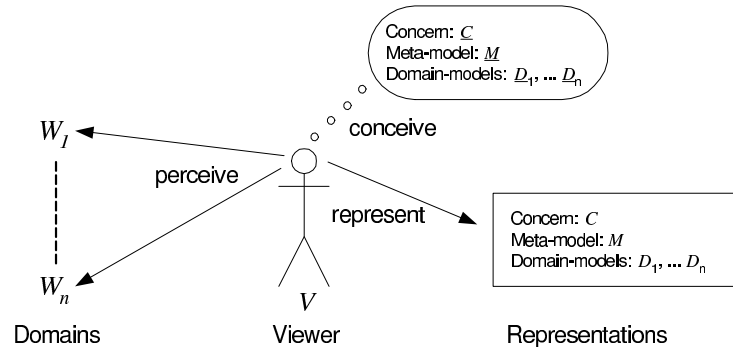 Concern: C
Meta-model: M
Domain-models: D1, ... Dn
conceive
W1
perceive
represent
Concern: C
Meta-model: M
Domain-models: D1, ... Dn
Wn
V
Domains
Viewer
Representations